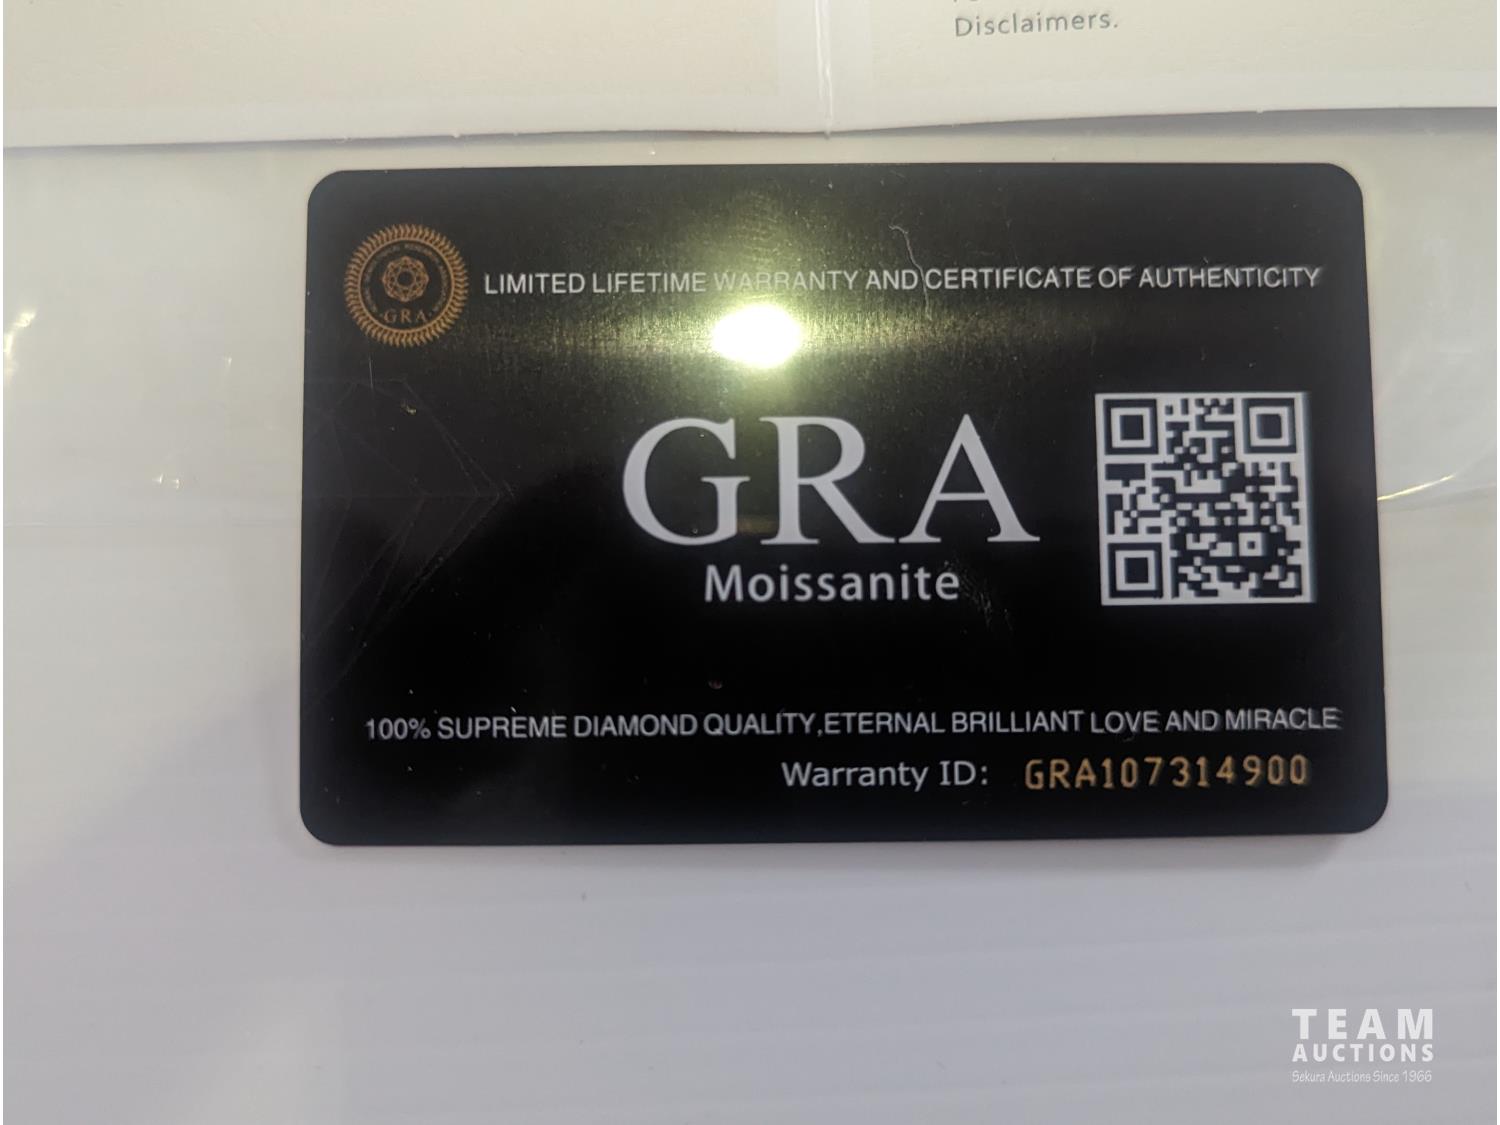 Disclaimers.
LIMITED LIFETIME WARRANTY AND CERTIFICATE OF AUTHENTICITY
GRA
GRA
Moissanite
100% SUPREME DIAMOND QUALITY,ETERNAL BRILLIANT LOVE AND MIRACLE
Warranty ID: GRA107314900
TEAM
AUCTIONS
Sekura Auctions Since 1966